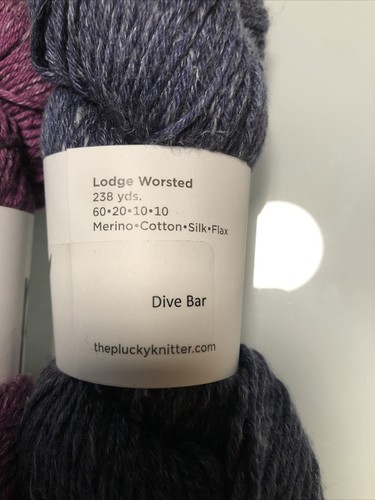 Lodge Worsted
238 yds.
60•20•10•10
Merino•Cotton•Silk•Flax
Dive Bar
thepluckyknitter.com